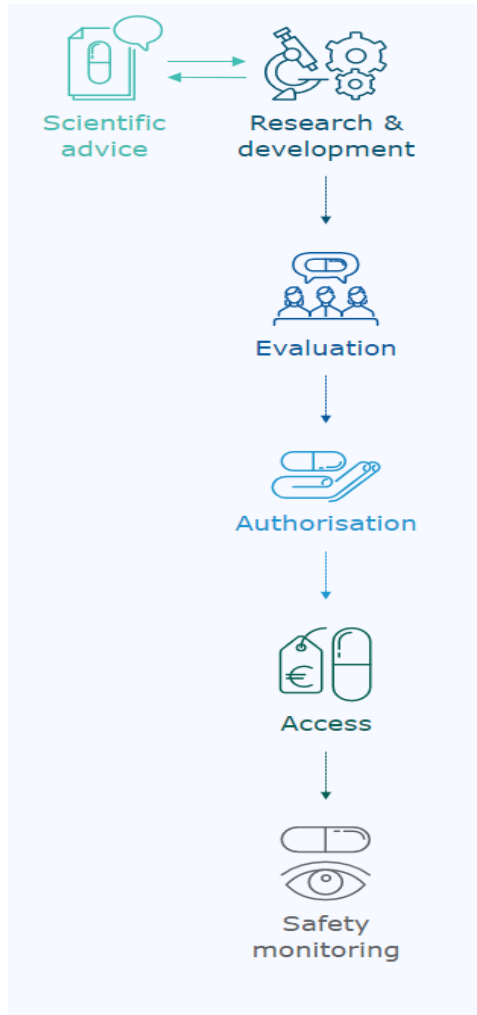 Scientific
advice
Research &
development
Evaluation
Authorisation
€
Access
Safety
monitoring